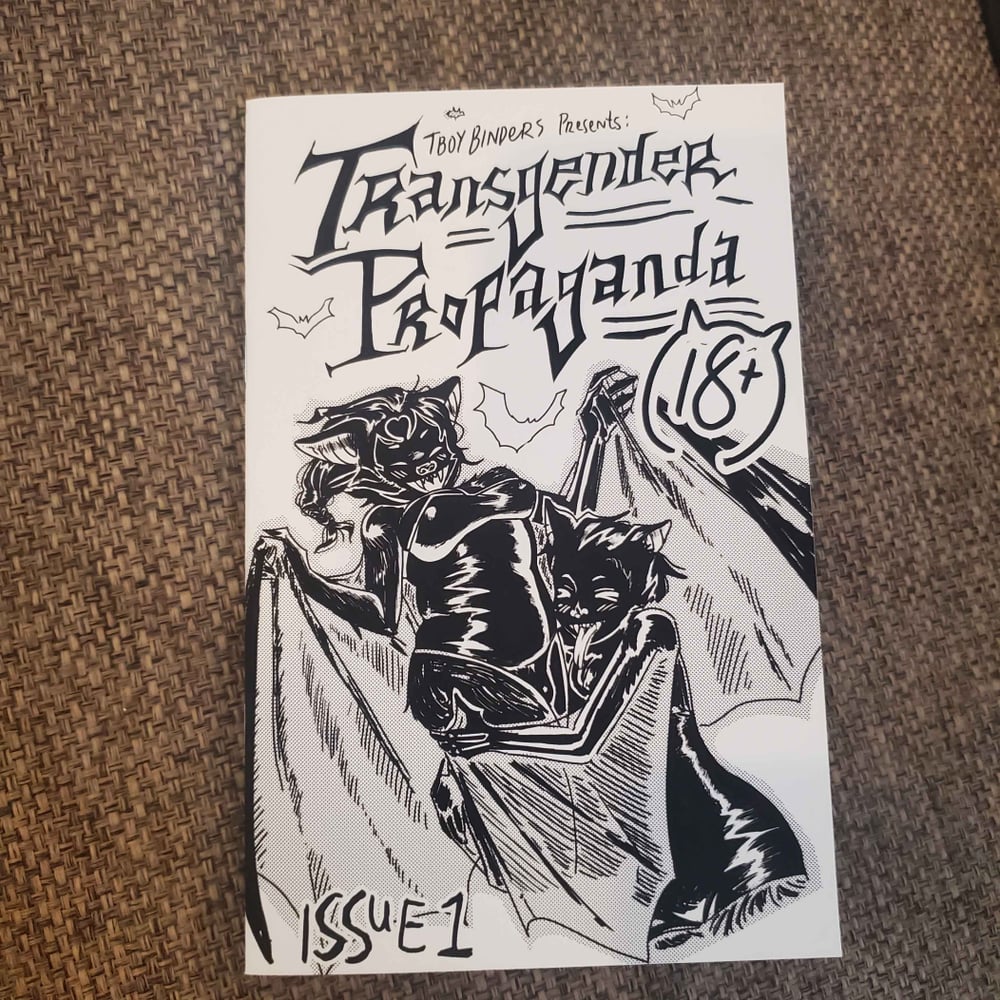 TBOY BINDERS Presents:
Transgender
Propaganda
18+
ISSUE 1